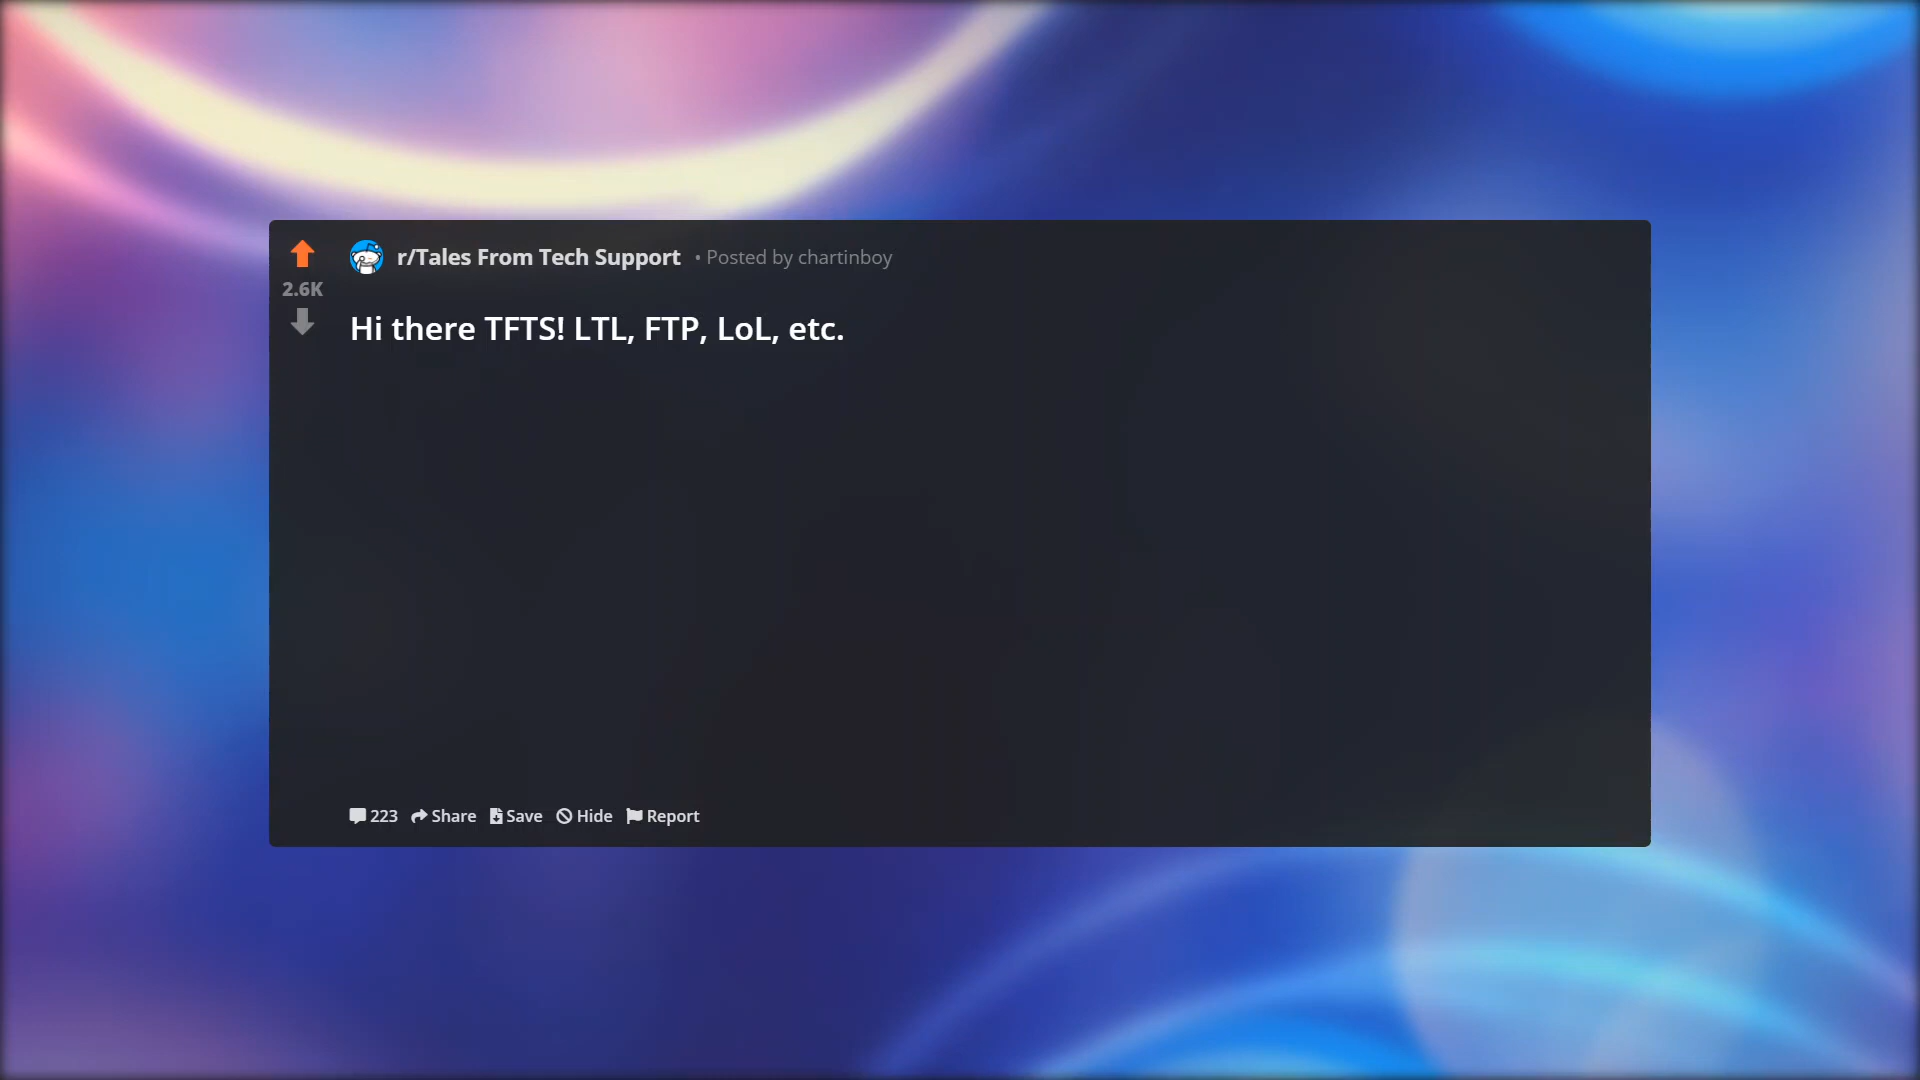 r/Tales From Tech Support • Posted by chartinboy
2.6K
Hi there TFTS! LTL, FTP, LoL, etc.
223 Share Save Hide Report